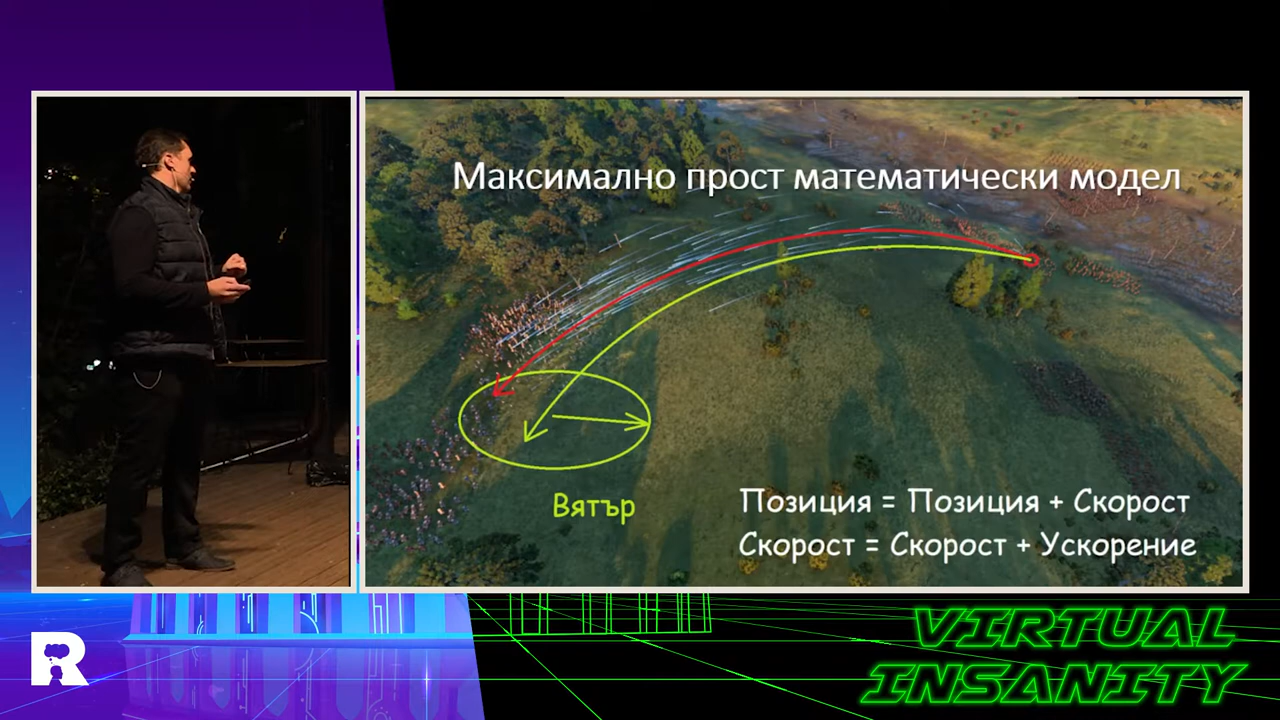 Максимално прост математически модел
Вятър
Позиция = Позиция + Скорост
Скорост = Скорост + Ускорение
R
VIRTUAL
INSANITY